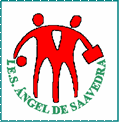 I.E.S. ÁNGEL DE SAAVEDRA